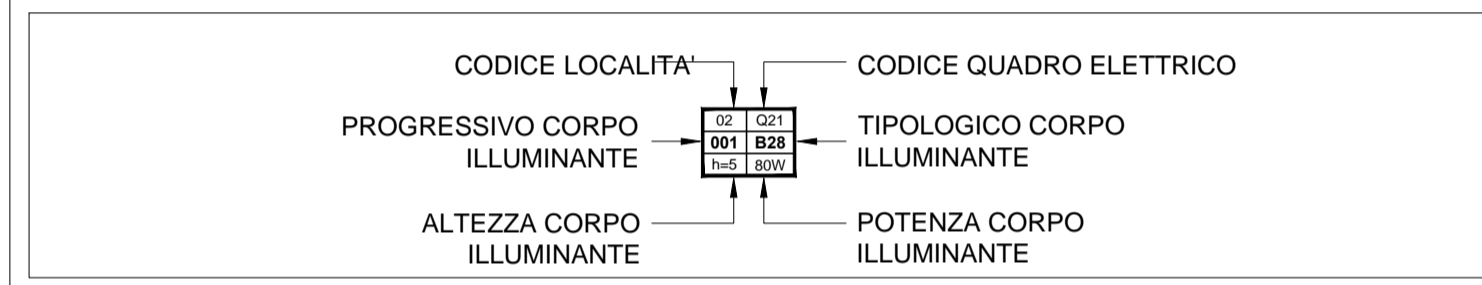 CODICE LOCALITA' CODICE QUADRO ELETTRICO
02 Q21
PROGRESSIVO CORPO
ILLUMINANTE
001 B28
TIPOLOGICO CORPO
ILLUMINANTE
h=5 80W
ALTEZZA CORPO
ILLUMINANTE
POTENZA CORPO
ILLUMINANTE